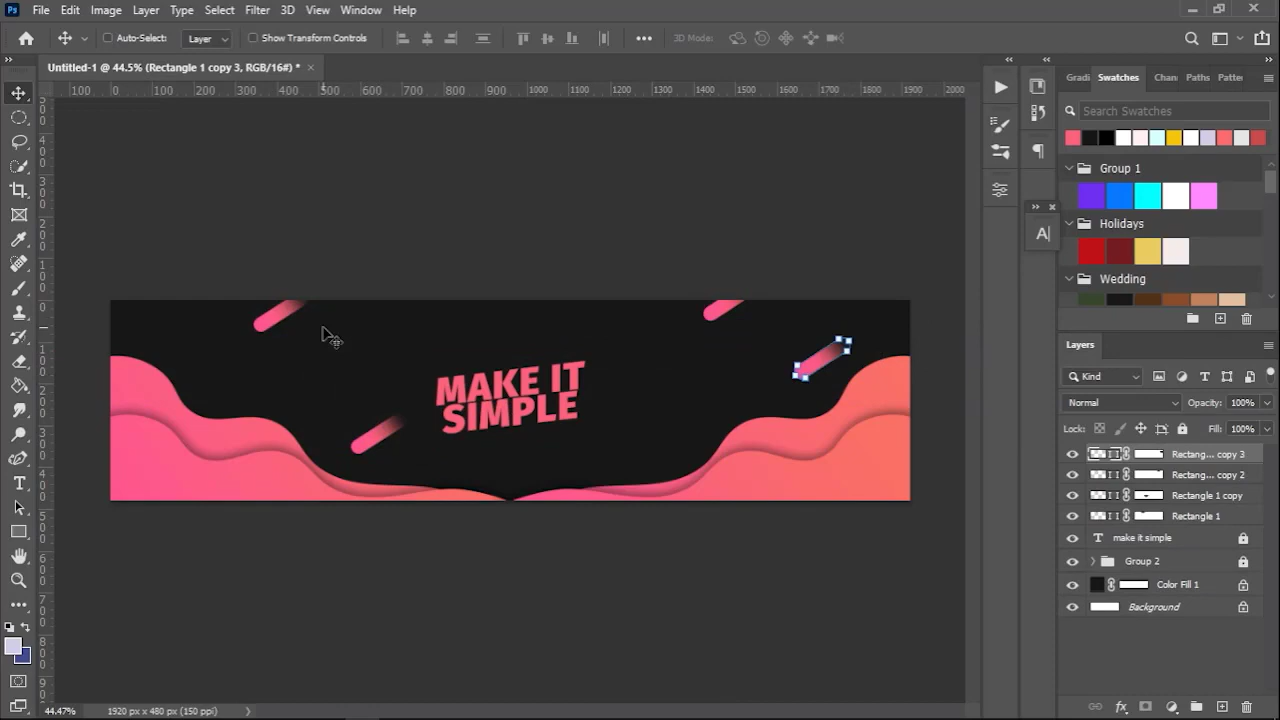 Ps File Edit Image Layer Type Select Filter 3D View Window Help
Auto-Select: Layer Show Transform Controls 3D Mode:
Untitled-1 @ 44.5% (Rectangle 1 copy 3, RGB/16#) *
Gradi Swatches Chan Paths Patter
100 0 100 200 300 400 500 600 700 800 900 1000 1100 1200 1300 1400 1500 1600 1700 1800 1900 2000
Search Swatches
Group 1
Holidays
Wedding
MAKE IT
SIMPLE
Layers
Kind
Normal Opacity: 100%
Lock: Fill: 100%
Rectang... copy 3
Rectang... copy 2
Rectangle 1 copy
Rectangle 1
T make it simple
Group 2
Color Fill 1
Background
44.47% 1920 px x 480 px (150 ppi)